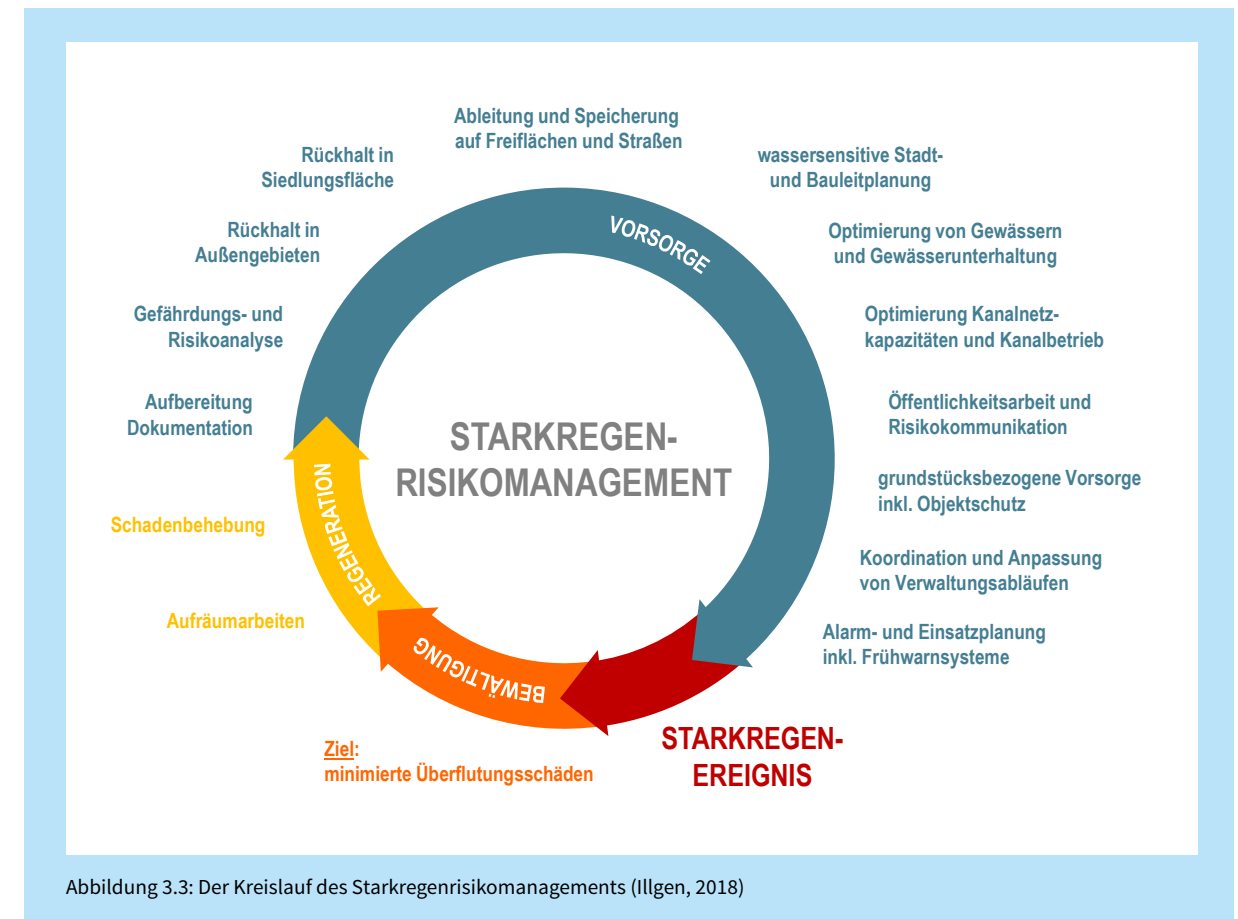 Ableitung und Speicherung
auf Freiflächen und Straßen
wassersensitive Stadt-
und Bauleitplanung
Optimierung von Gewässern
und Gewässerunterhaltung
Optimierung Kanalnetz-
kapazitäten und Kanalbetrieb
Öffentlichkeitsarbeit und
Risikokommunikation
grundstücksbezogene Vorsorge
inkl. Objektschutz
Koordination und Anpassung
von Verwaltungsabläufen
Alarm- und Einsatzplanung
inkl. Frühwarnsysteme
STARKREGEN-
EREIGNIS
Ziel:
minimierte Überflutungsschäden
Aufräumarbeiten
Schadenbehebung
Aufbereitung
Dokumentation
Gefährdungs- und
Risikoanalyse
Rückhalt in
Außengebieten
Rückhalt in
Siedlungsfläche
VORSORGE
BEWÄLTIGUNG
REGENERATION
STARKREGEN-
RISIKOMANAGEMENT
Abbildung 3.3: Der Kreislauf des Starkregenrisikomanagements (Illgen, 2018)